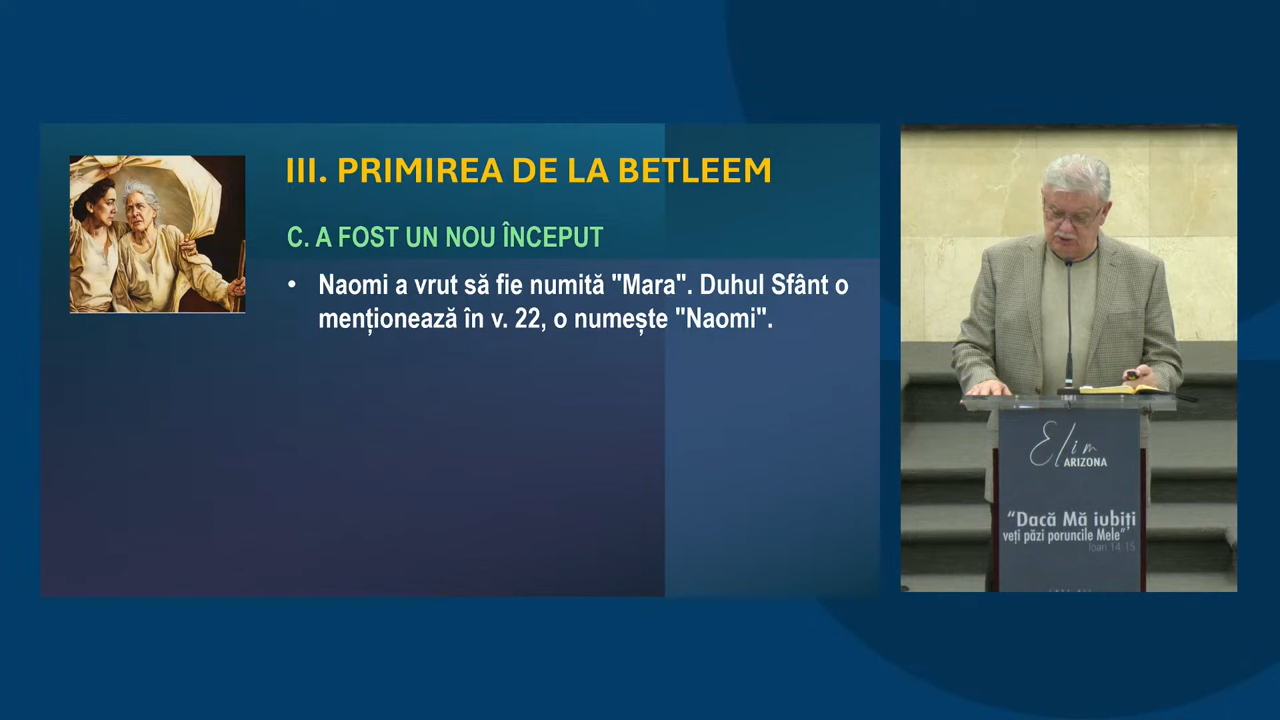 III. PRIMIREA DE LA BETLEEM
C. A FOST UN NOU ÎNCEPUT
• Naomi a vrut să fie numită "Mara". Duhul Sfânt o
menționează în v. 22, o numește "Naomi".
Elim
ARIZONA
“Dacă Mă iubiți
veți păzi poruncile Mele”
Ioan 14:15